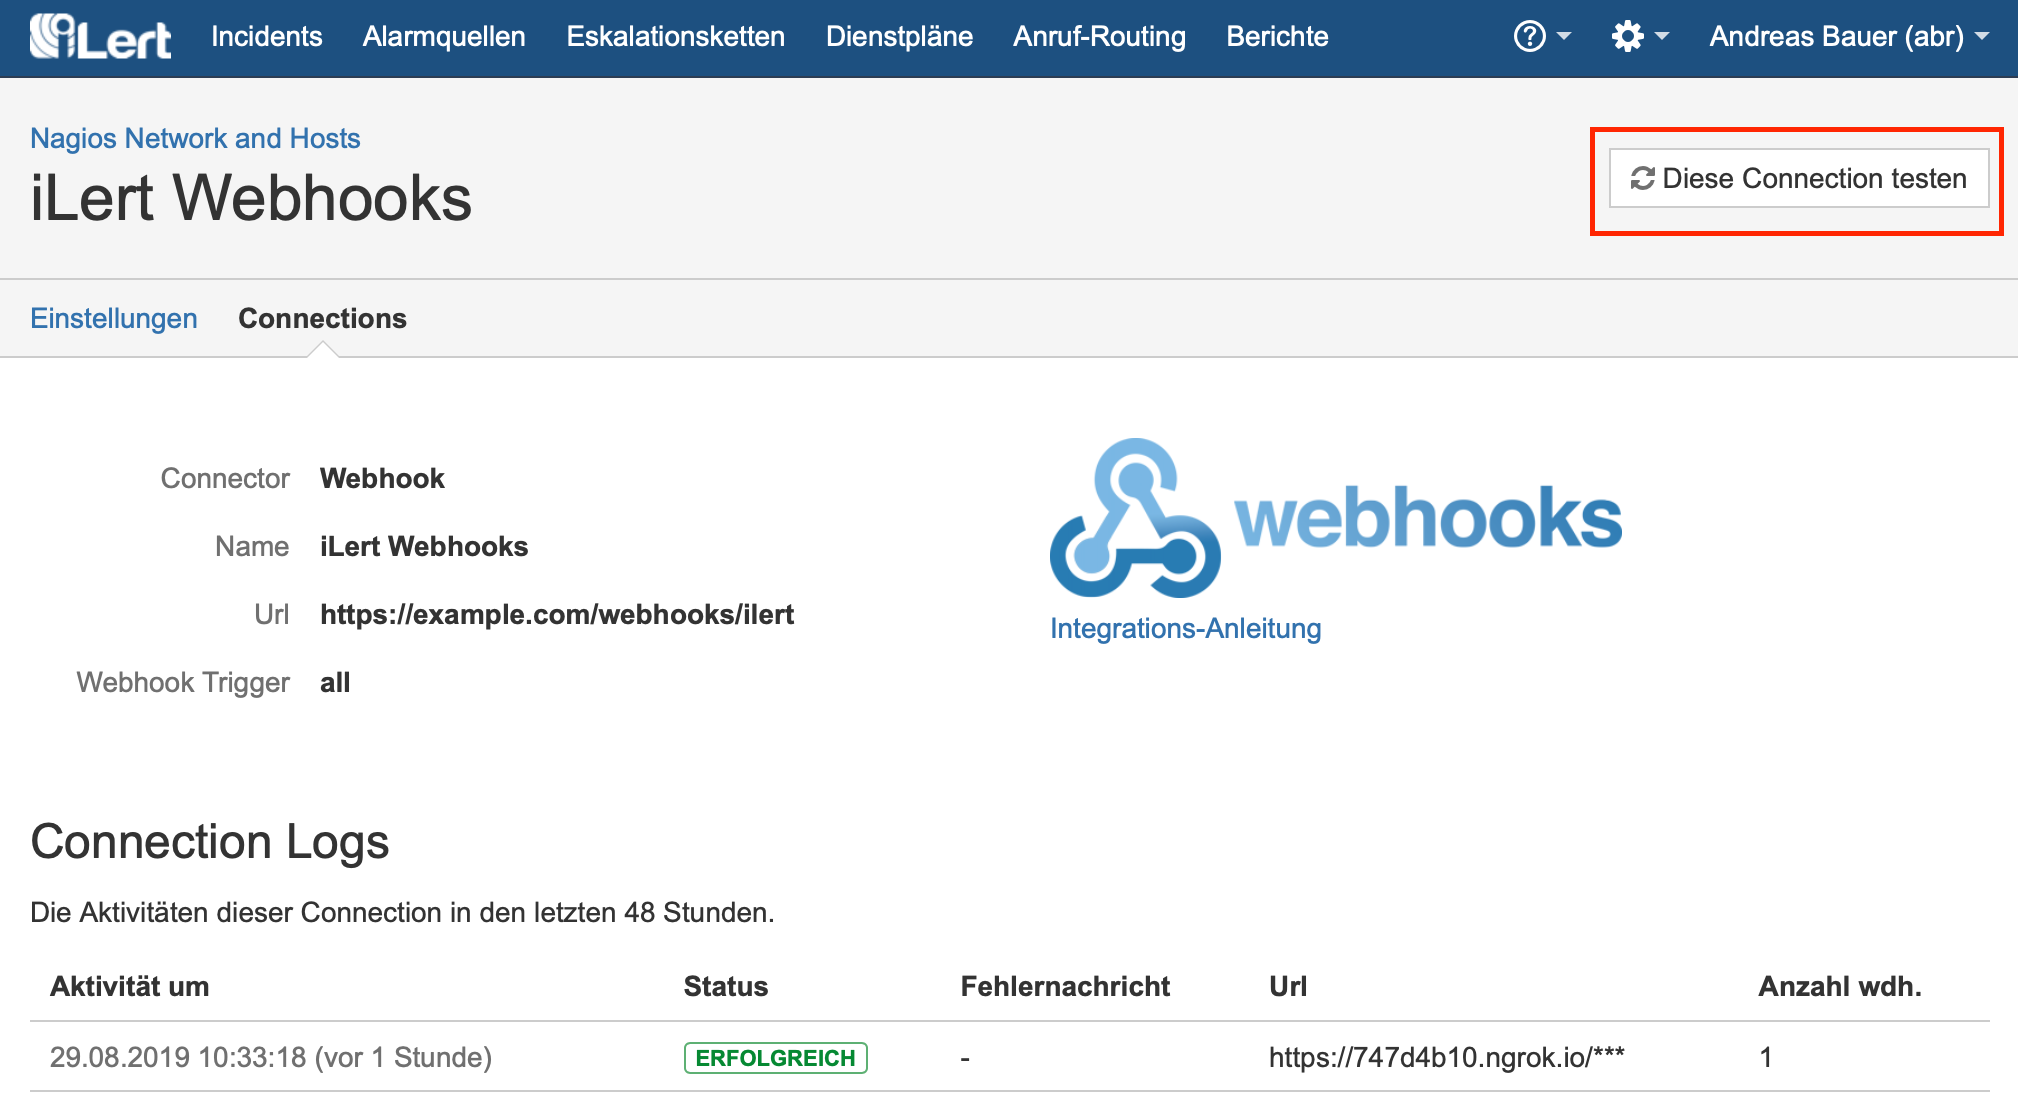 iLert Incidents Alarmquellen Eskalationsketten Dienstpläne Anruf-Routing Berichte Andreas Bauer (abr)
Nagios Network and Hosts
iLert Webhooks
Diese Connection testen
Einstellungen Connections
Connector Webhook
Name iLert Webhooks
Url https://example.com/webhooks/ilert
Webhook Trigger all
webhooks
Integrations-Anleitung
Connection Logs
Die Aktivitäten dieser Connection in den letzten 48 Stunden.
Aktivität um Status Fehlernachricht Url Anzahl wdh.
29.08.2019 10:33:18 (vor 1 Stunde) ERFOLGREICH - https://747d4b10.ngrok.io/*** 1